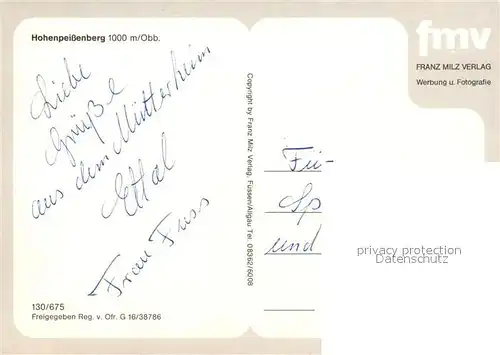 Hohenpeißenberg 1000 m/Obb.
Liebe
Grüße
aus dem Mütterheim
Ettal
Frau Fuss
130/675
Freigegeben Reg. v. Ofr. G 16/38786
Copyright by Franz Milz Verlag, Füssen/Allgäu Tel. 08362/6008
fmv
FRANZ MILZ VERLAG
Werbung u. Fotografie
Sp
und
privacy protection
Datenschutz